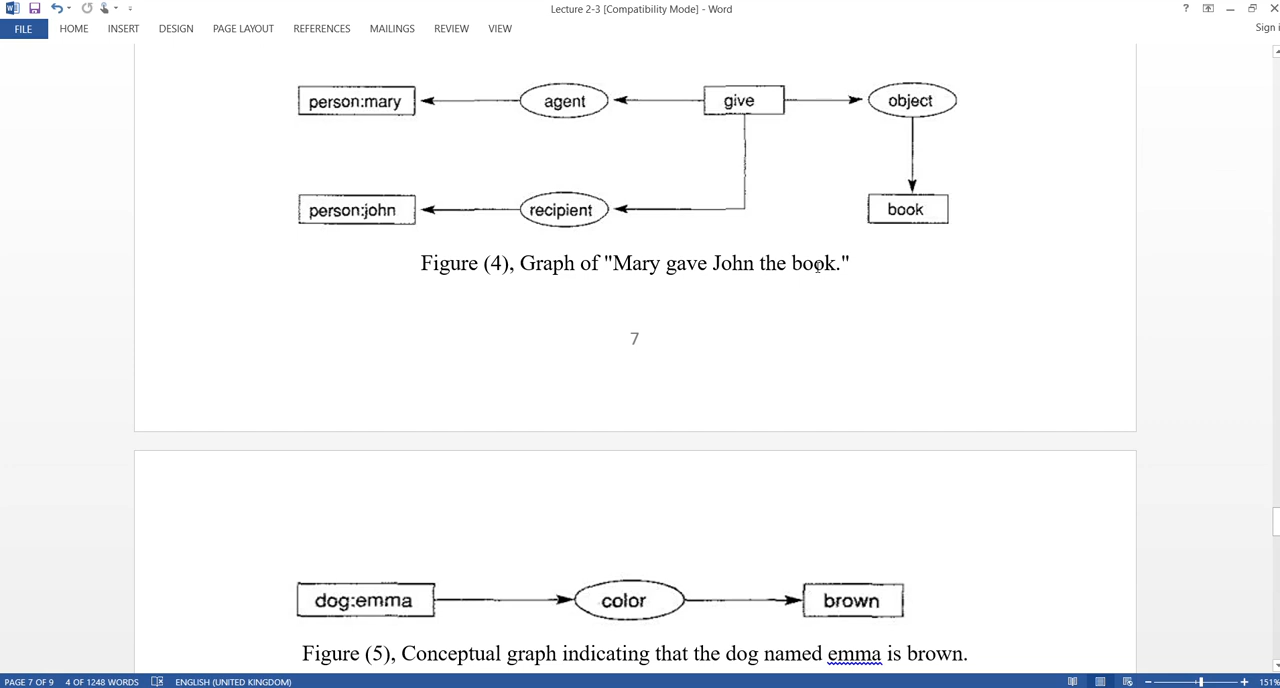 Lecture 2-3 [Compatibility Mode] - Word
?
Sign i
FILE HOME INSERT DESIGN PAGE LAYOUT REFERENCES MAILINGS REVIEW VIEW
person:mary agent give object
person:john recipient book
Figure (4), Graph of "Mary gave John the book."
7
dog:emma color brown
Figure (5), Conceptual graph indicating that the dog named emma is brown.
PAGE 7 OF 9 4 OF 1248 WORDS ENGLISH (UNITED KINGDOM) 151%